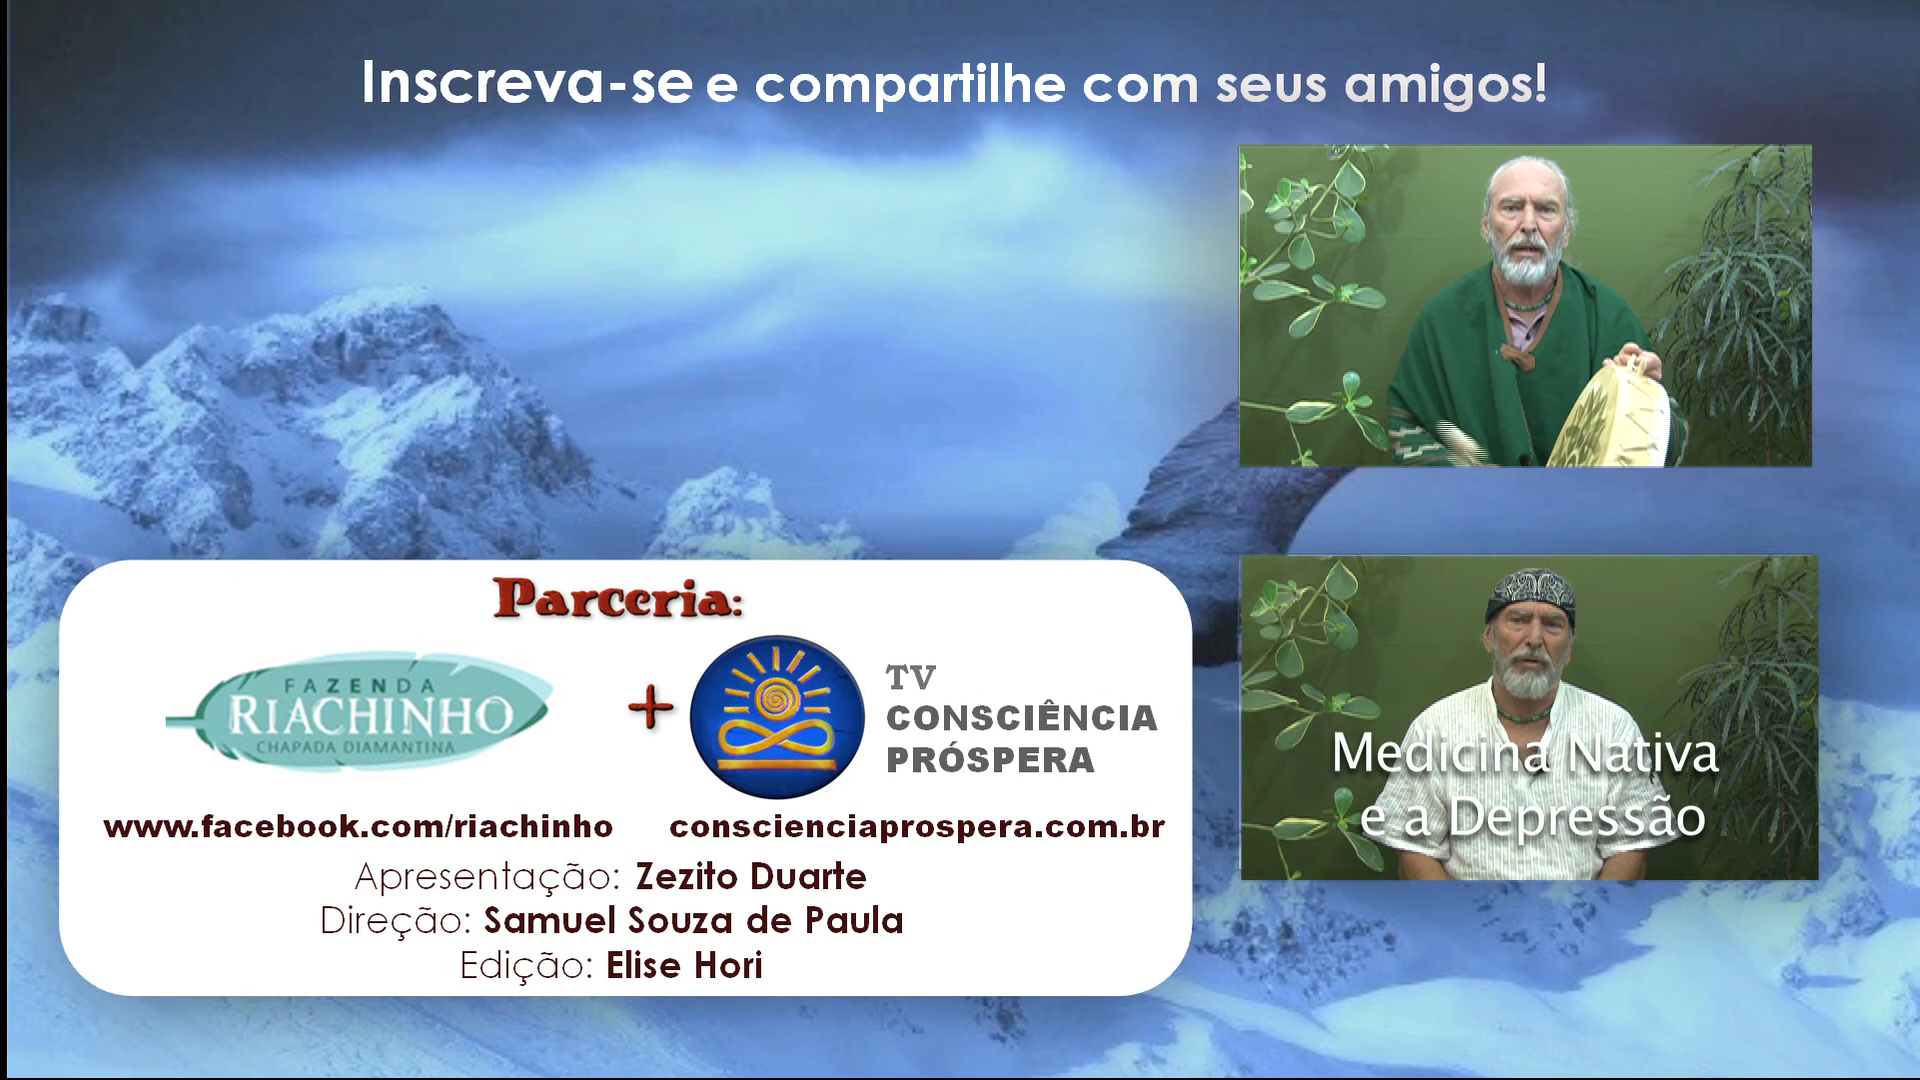 Inscreva-se e compartilhe com seus amigos!
Parceria:
FAZENDA
RIACHINHO
CHAPADA DIAMANTINA
+
TV
CONSCIÊNCIA
PRÓSPERA
www.facebook.com/riachinho
conscienciaprospera.com.br
Apresentação: Zezito Duarte
Direção: Samuel Souza de Paula
Edição: Elise Hori
Medicina Nativa
e a Depressão